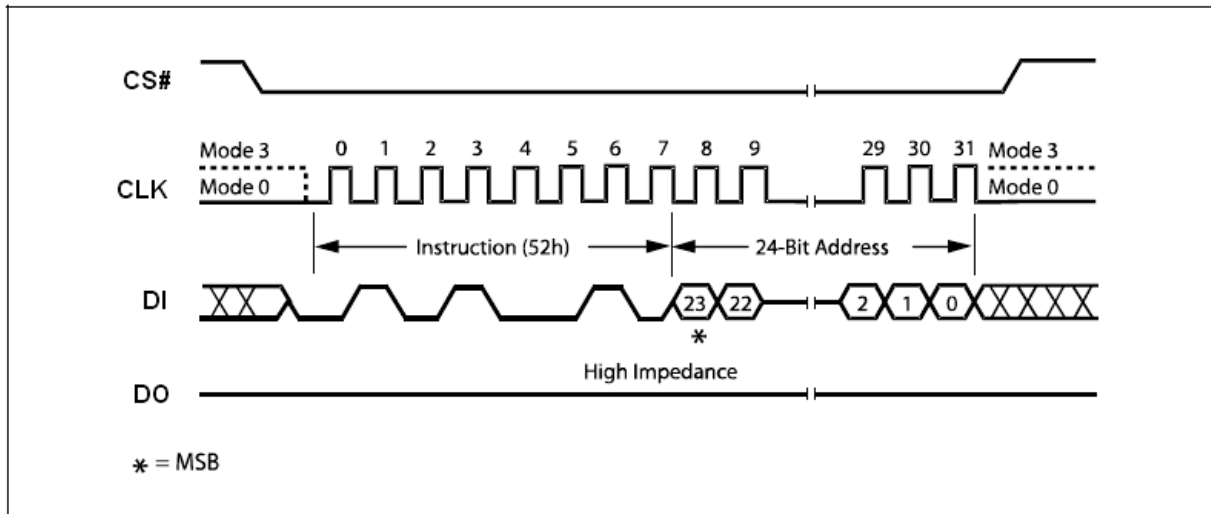 CS#
Mode 3 0 1 2 3 4 5 6 7 8 9 29 30 31 Mode 3
CLK Mode 0 Mode 0
Instruction (52h) 24-Bit Address
DI 23 22 2 1 0
*
High Impedance
DO
* = MSB